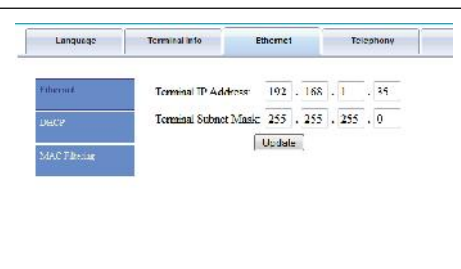 Language Terminal Info Ethernet Telephony
Ethernet Terminal IP Address: 192 . 168 . 1 . 35
DHCP Terminal Subnet Mask: 255 . 255 . 255 . 0
Update
MAC Filtering